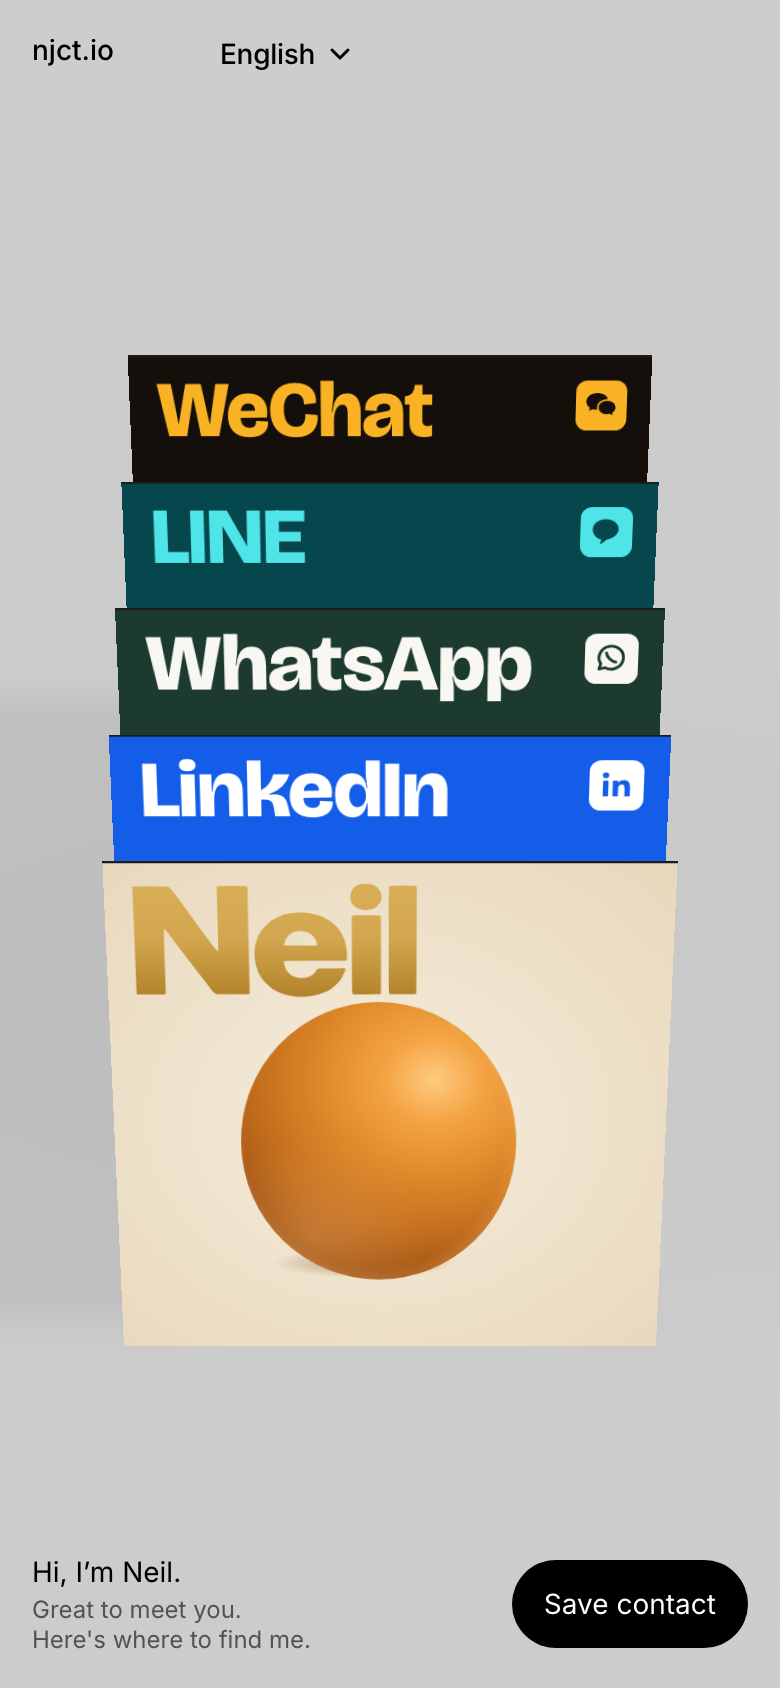 njct.io
English
WeChat
LINE
WhatsApp
LinkedIn
in
Neil
Hi, I’m Neil.
Great to meet you.
Here's where to find me.
Save contact